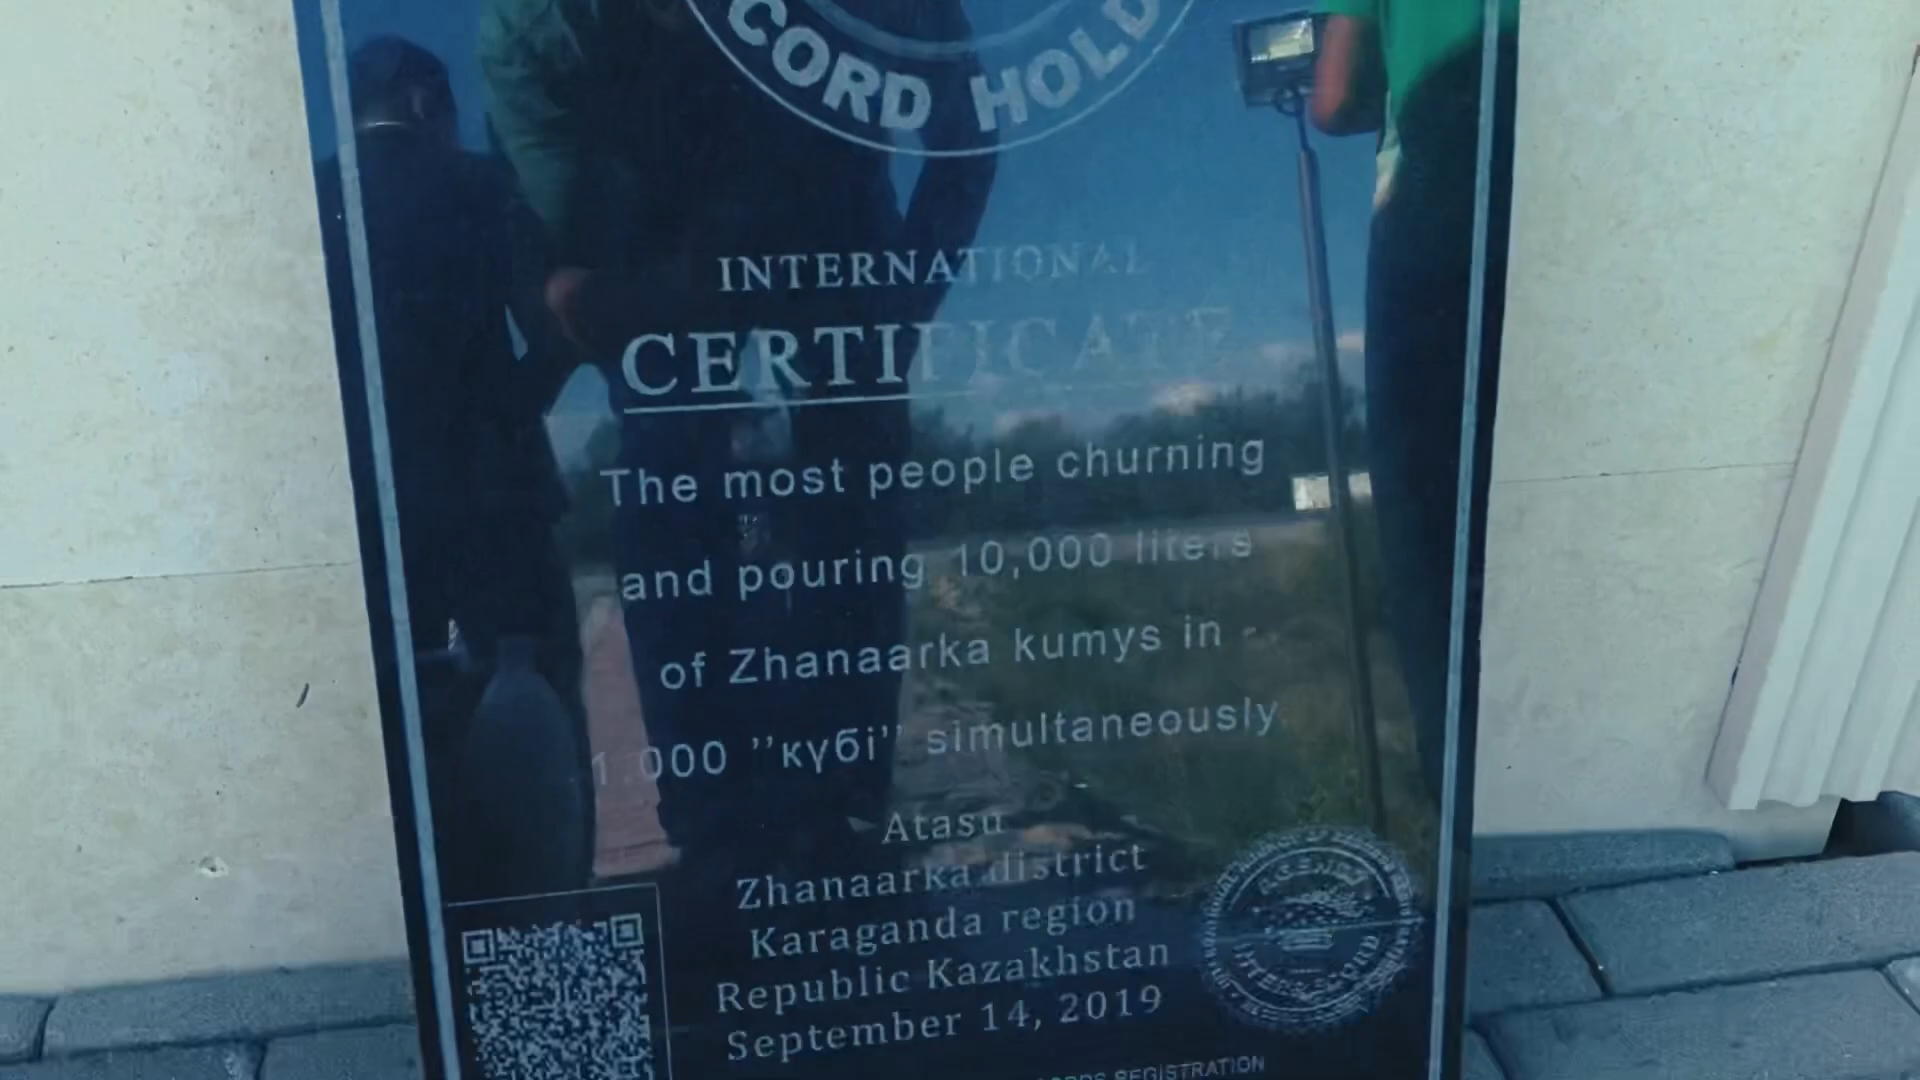 CORD HOLD
INTERNATIONAL
CERTIFICATE
The most people churning
and pouring 10,000 liters
of Zhanaarka kumys in
1.000 ”күбі” simultaneously
Atasu
Zhanaarka district
Karaganda region
Republic Kazakhstan
September 14, 2019
REGISTRATION